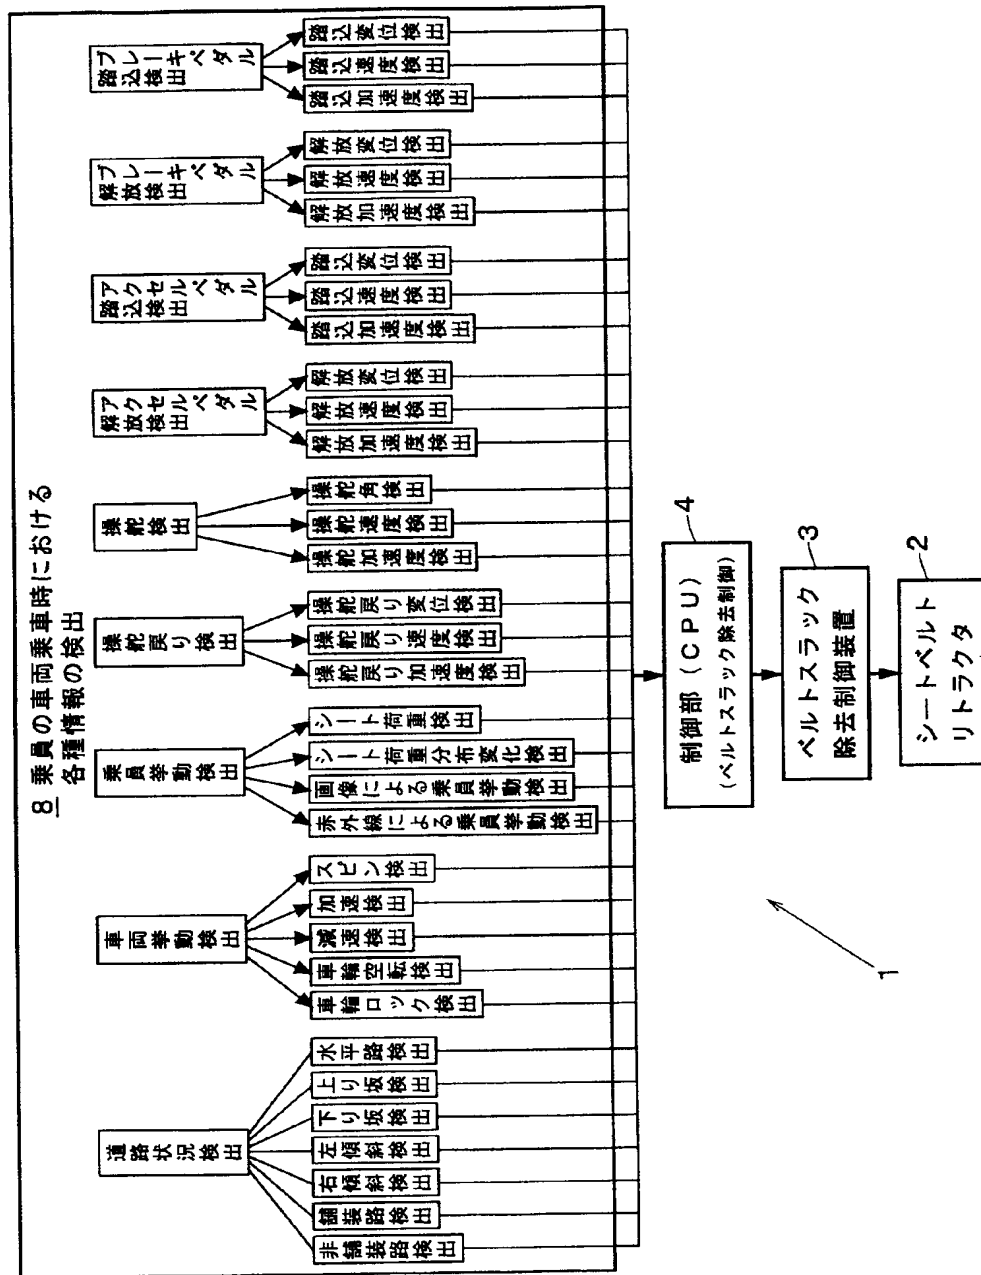 8 乗員の車両乗車時における
各種情報の検出
道路状況検出
非舗装路検出
舗装路検出
右傾斜検出
左傾斜検出
下り坂検出
上り坂検出
水平路検出
車両挙動検出
車輪ロック検出
車輪空転検出
減速検出
加速検出
スピン検出
乗員挙動検出
赤外線による乗員挙動検出
画像による乗員挙動検出
シート荷重分布変化検出
シート荷重検出
操舵戻り検出
操舵戻り加速度検出
操舵戻り速度検出
操舵戻り変位検出
操舵検出
操舵加速度検出
操舵速度検出
操舵角検出
アクセルペダル
解放検出
解放加速度検出
解放速度検出
解放変位検出
アクセルペダル
踏込検出
踏込加速度検出
踏込速度検出
踏込変位検出
ブレーキペダル
解放検出
解放加速度検出
解放速度検出
解放変位検出
ブレーキペダル
踏込検出
踏込加速度検出
踏込速度検出
踏込変位検出
制御部(CPU)
(ベルトスラック除去制御)
4
ベルトスラック
除去制御装置
3
シートベルト
リトラクタ
2
1